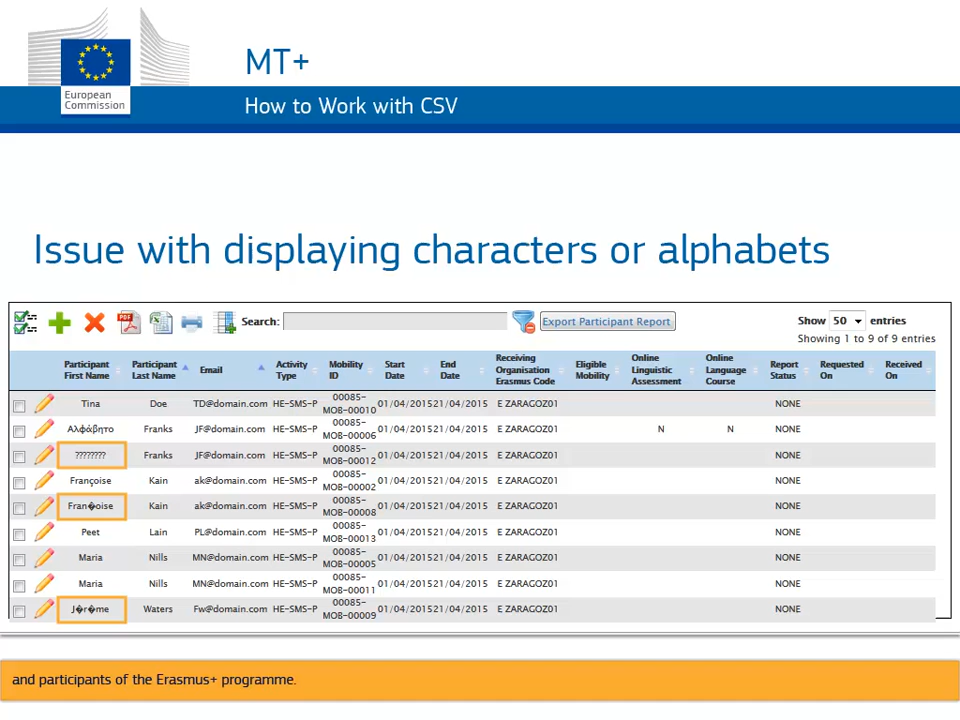 MT+
European
Commission
How to Work with CSV
Issue with displaying characters or alphabets
PDF
Search:
Export Participant Report
Show 50 entries
Showing 1 to 9 of 9 entries
Participant First Name Participant Last Name Email Activity Type Mobility ID Start Date End Date Receiving Organisation Erasmus Code Eligible Mobility Online Linguistic Assessment Online Language Course Report Status Requested On Received On
Tina Doe TD@domain.com HE-SMS-P 00085-MOB-00010 01/04/2015 21/04/2015 E ZARAGOZ01 NONE
Αλφάβητο Franks JF@domain.com HE-SMS-P 00085-MOB-00006 01/04/2015 21/04/2015 E ZARAGOZ01 N N NONE
???????? Franks JF@domain.com HE-SMS-P 00085-MOB-00012 01/04/2015 21/04/2015 E ZARAGOZ01 NONE
Françoise Kain ak@domain.com HE-SMS-P 00085-MOB-00002 01/04/2015 21/04/2015 E ZARAGOZ01 NONE
Fran�oise Kain ak@domain.com HE-SMS-P 00085-MOB-00008 01/04/2015 21/04/2015 E ZARAGOZ01 NONE
Peet Lain PL@domain.com HE-SMS-P 00085-MOB-00013 01/04/2015 21/04/2015 E ZARAGOZ01 NONE
Maria Nills MN@domain.com HE-SMS-P 00085-MOB-00005 01/04/2015 21/04/2015 E ZARAGOZ01 NONE
Maria Nills MN@domain.com HE-SMS-P 00085-MOB-00011 01/04/2015 21/04/2015 E ZARAGOZ01 NONE
J�r�me Waters Fw@domain.com HE-SMS-P 00085-MOB-00009 01/04/2015 21/04/2015 E ZARAGOZ01 NONE
and participants of the Erasmus+ programme.